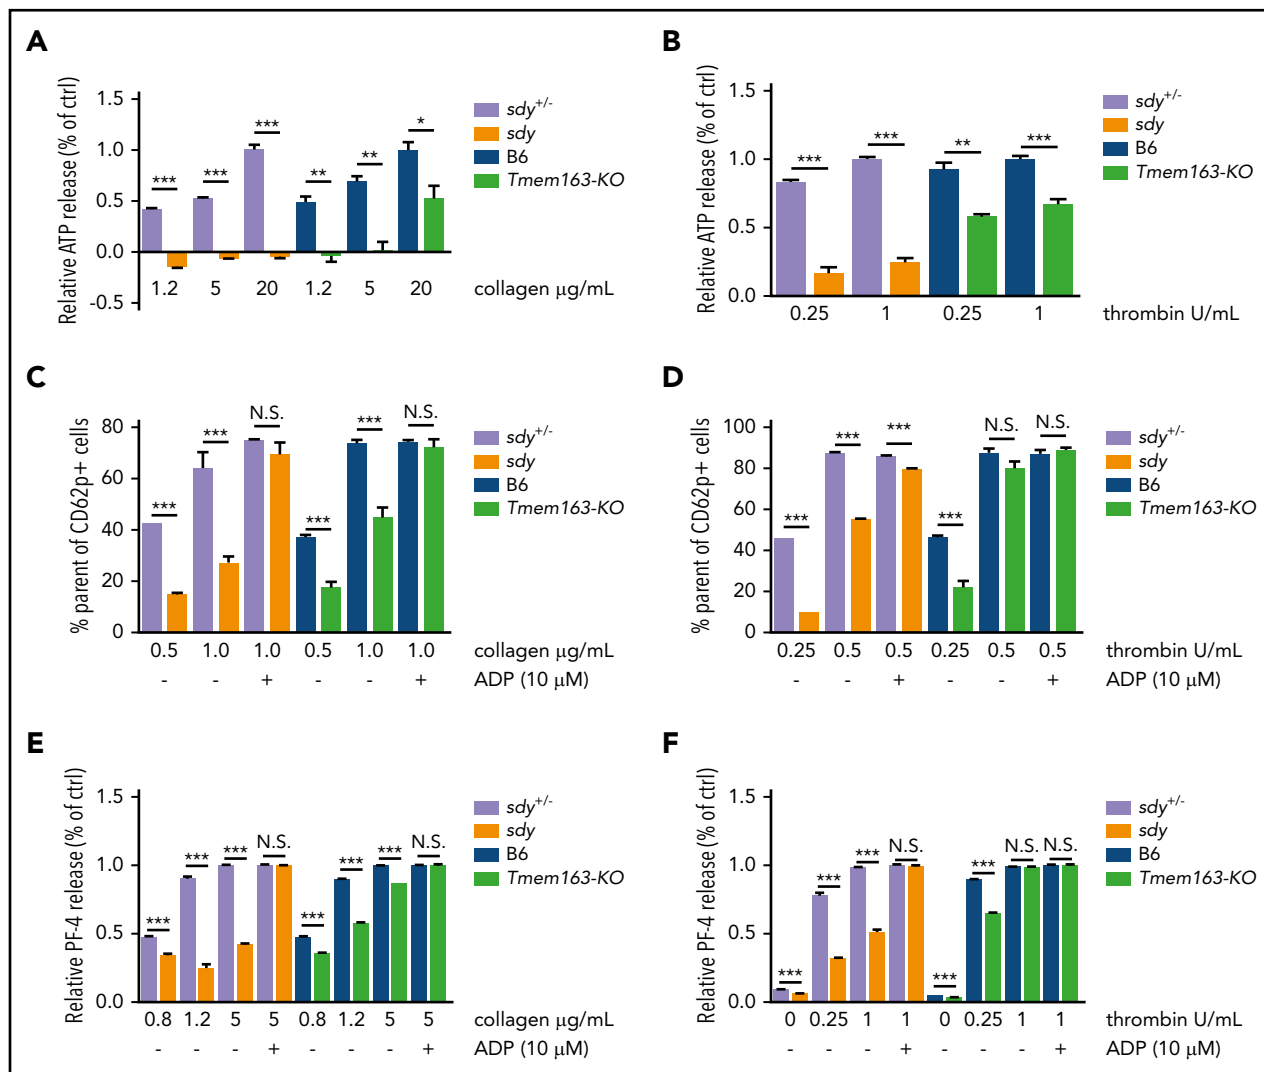 A
Relative ATP release (% of ctrl)
1.5
1.0
0.5
0.0
-0.5
*** *** *** ** ** *
1.2 5 20 1.2 5 20 collagen µg/mL
sdy+/-
sdy
B6
Tmem163-KO
B
Relative ATP release (% of ctrl)
1.5
1.0
0.5
0.0
*** *** ** ***
0.25 1 0.25 1 thrombin U/mL
sdy+/-
sdy
B6
Tmem163-KO
C
% parent of CD62p+ cells
80
60
40
20
0
*** *** N.S. *** *** N.S.
0.5 1.0 1.0 0.5 1.0 1.0 collagen µg/mL
- - + - - + ADP (10 µM)
sdy+/-
sdy
B6
Tmem163-KO
D
% parent of CD62p+ cells
100
80
60
40
20
0
*** *** *** *** N.S. N.S.
0.25 0.5 0.5 0.25 0.5 0.5 thrombin U/mL
- - + - - + ADP (10 µM)
sdy+/-
sdy
B6
Tmem163-KO
E
Relative PF-4 release (% of ctrl)
1.5
1.0
0.5
0.0
*** *** *** N.S. *** *** *** N.S.
0.8 1.2 5 5 0.8 1.2 5 5 collagen µg/mL
- - - + - - - + ADP (10 µM)
sdy+/-
sdy
B6
Tmem163-KO
F
Relative PF-4 release (% of ctrl)
1.5
1.0
0.5
0.0
*** *** *** N.S. *** *** N.S. N.S.
0 0.25 1 1 0 0.25 1 1 thrombin U/mL
- - - + - - - + ADP (10 µM)
sdy+/-
sdy
B6
Tmem163-KO